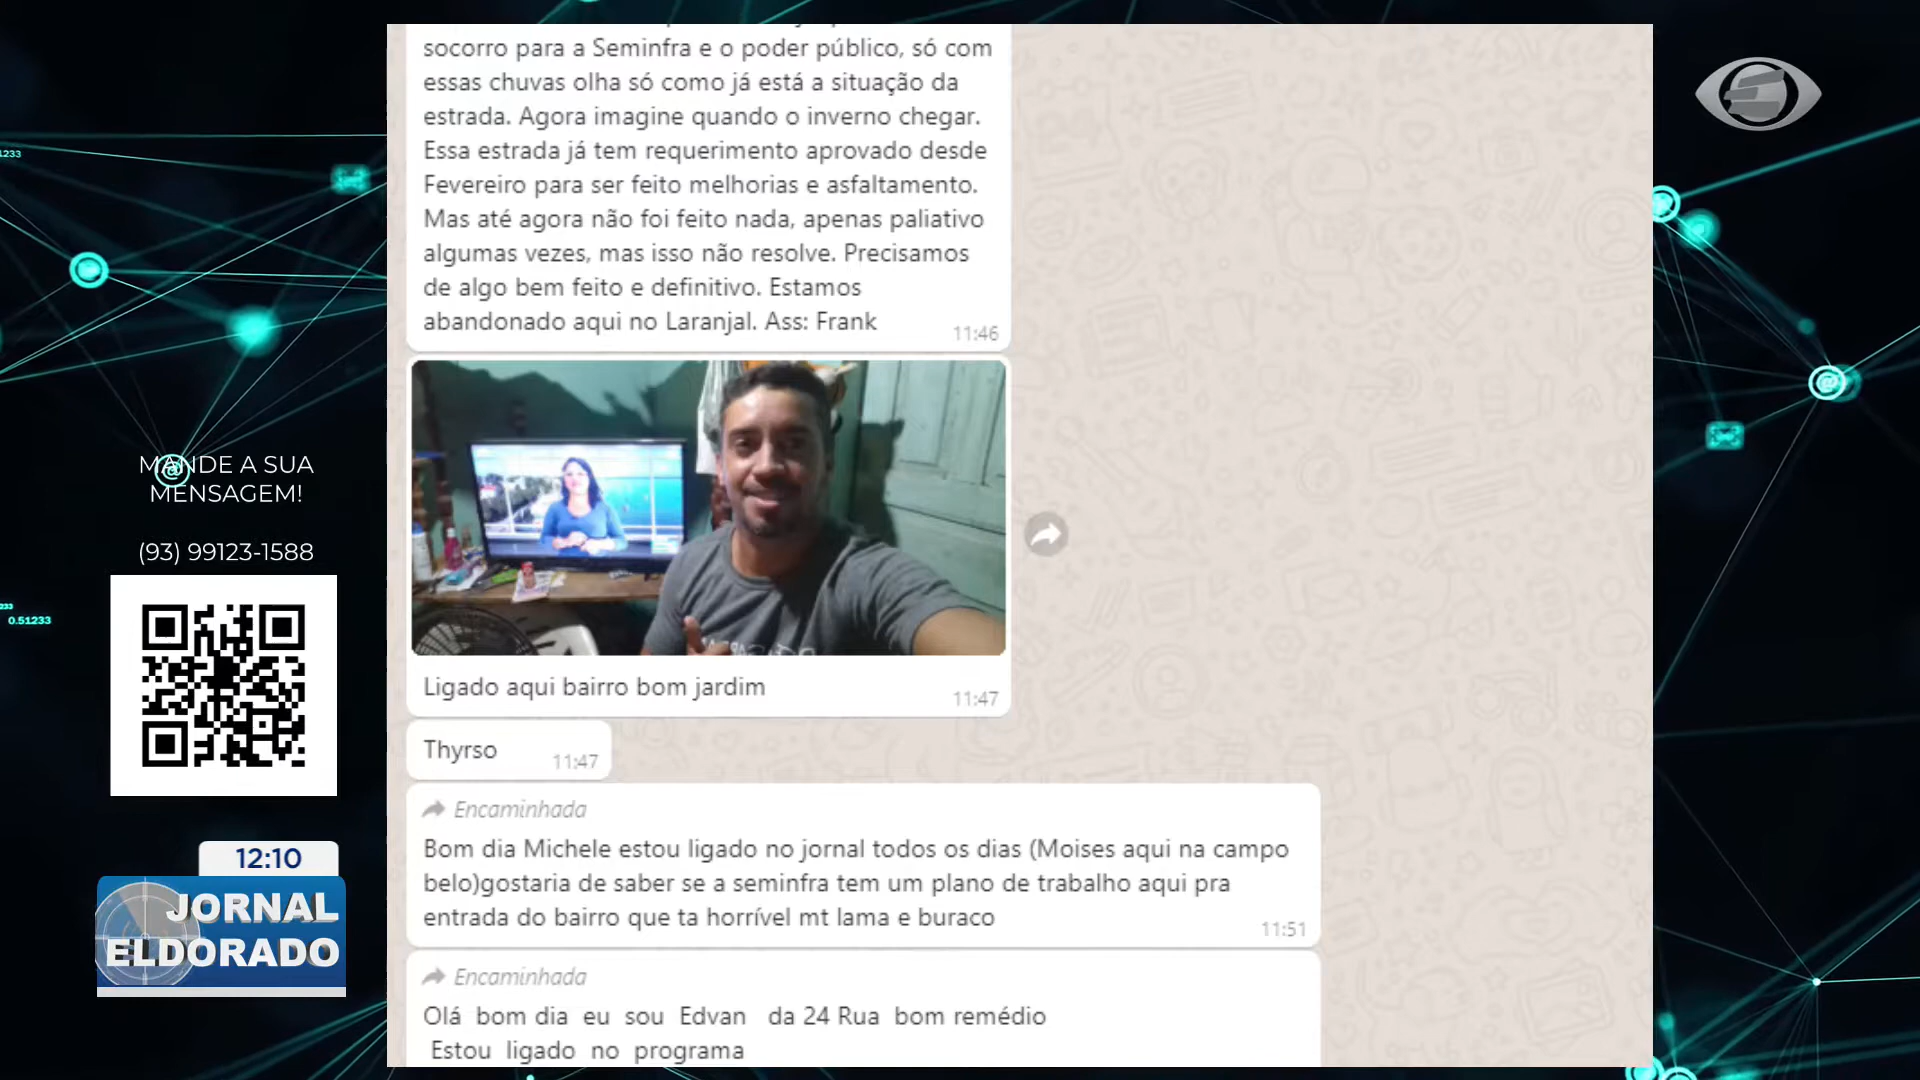 socorro para a Seminfra e o poder público, só com
essas chuvas olha só como já está a situação da
estrada. Agora imagine quando o inverno chegar.
Essa estrada já tem requerimento aprovado desde
Fevereiro para ser feito melhorias e asfaltamento.
Mas até agora não foi feito nada, apenas paliativo
algumas vezes, mas isso não resolve. Precisamos
de algo bem feito e definitivo. Estamos
abandonado aqui no Laranjal. Ass: Frank
11:46
Ligado aqui bairro bom jardim
11:47
Thyrso
11:47
Encaminhada
Bom dia Michele estou ligado no jornal todos os dias (Moises aqui na campo
belo)gostaria de saber se a seminfra tem um plano de trabalho aqui pra
entrada do bairro que ta horrível mt lama e buraco
11:51
Encaminhada
Olá bom dia eu sou Edvan da 24 Rua bom remédio
Estou ligado no programa
1233
233
0.51233
MANDE A SUA
MENSAGEM!
(93) 99123-1588
12:10
JORNAL
ELDORADO